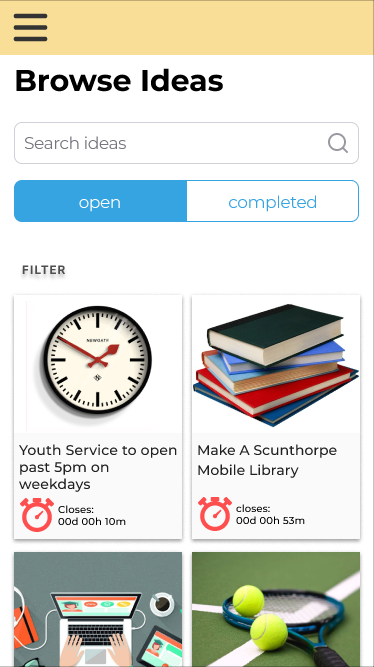 Browse Ideas
Search ideas
open
completed
FILTER
NEWGATE
N
Youth Service to open
past 5pm on
weekdays
Closes:
00d 00h 10m
Make A Scunthorpe
Mobile Library
closes:
00d 00h 53m